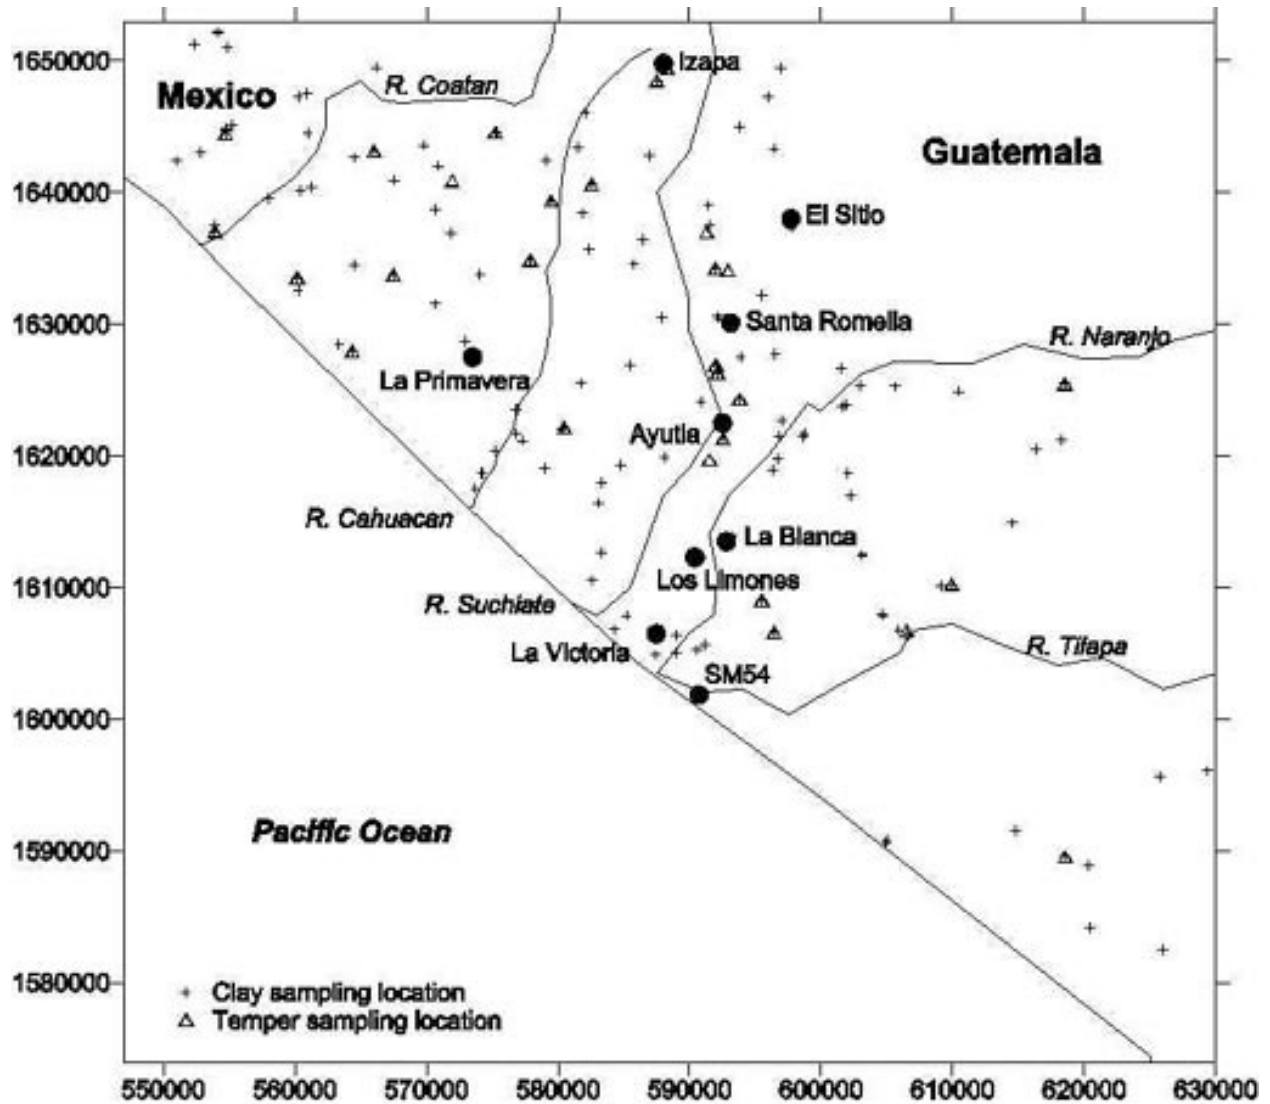 1650000
1640000
1630000
1620000
1610000
1600000
1590000
1580000
Mexico
R. Coatan
Izapa
Guatemala
El Sitio
Santa Romelia
R. Naranjo
La Primavera
Ayutla
R. Cahuacan
La Blanca
Los Limones
R. Suchiate
La Victoria
R. Tilapa
SM54
Pacific Ocean
Clay sampling location
Temper sampling location
550000 560000 570000 580000 590000 600000 610000 620000 630000